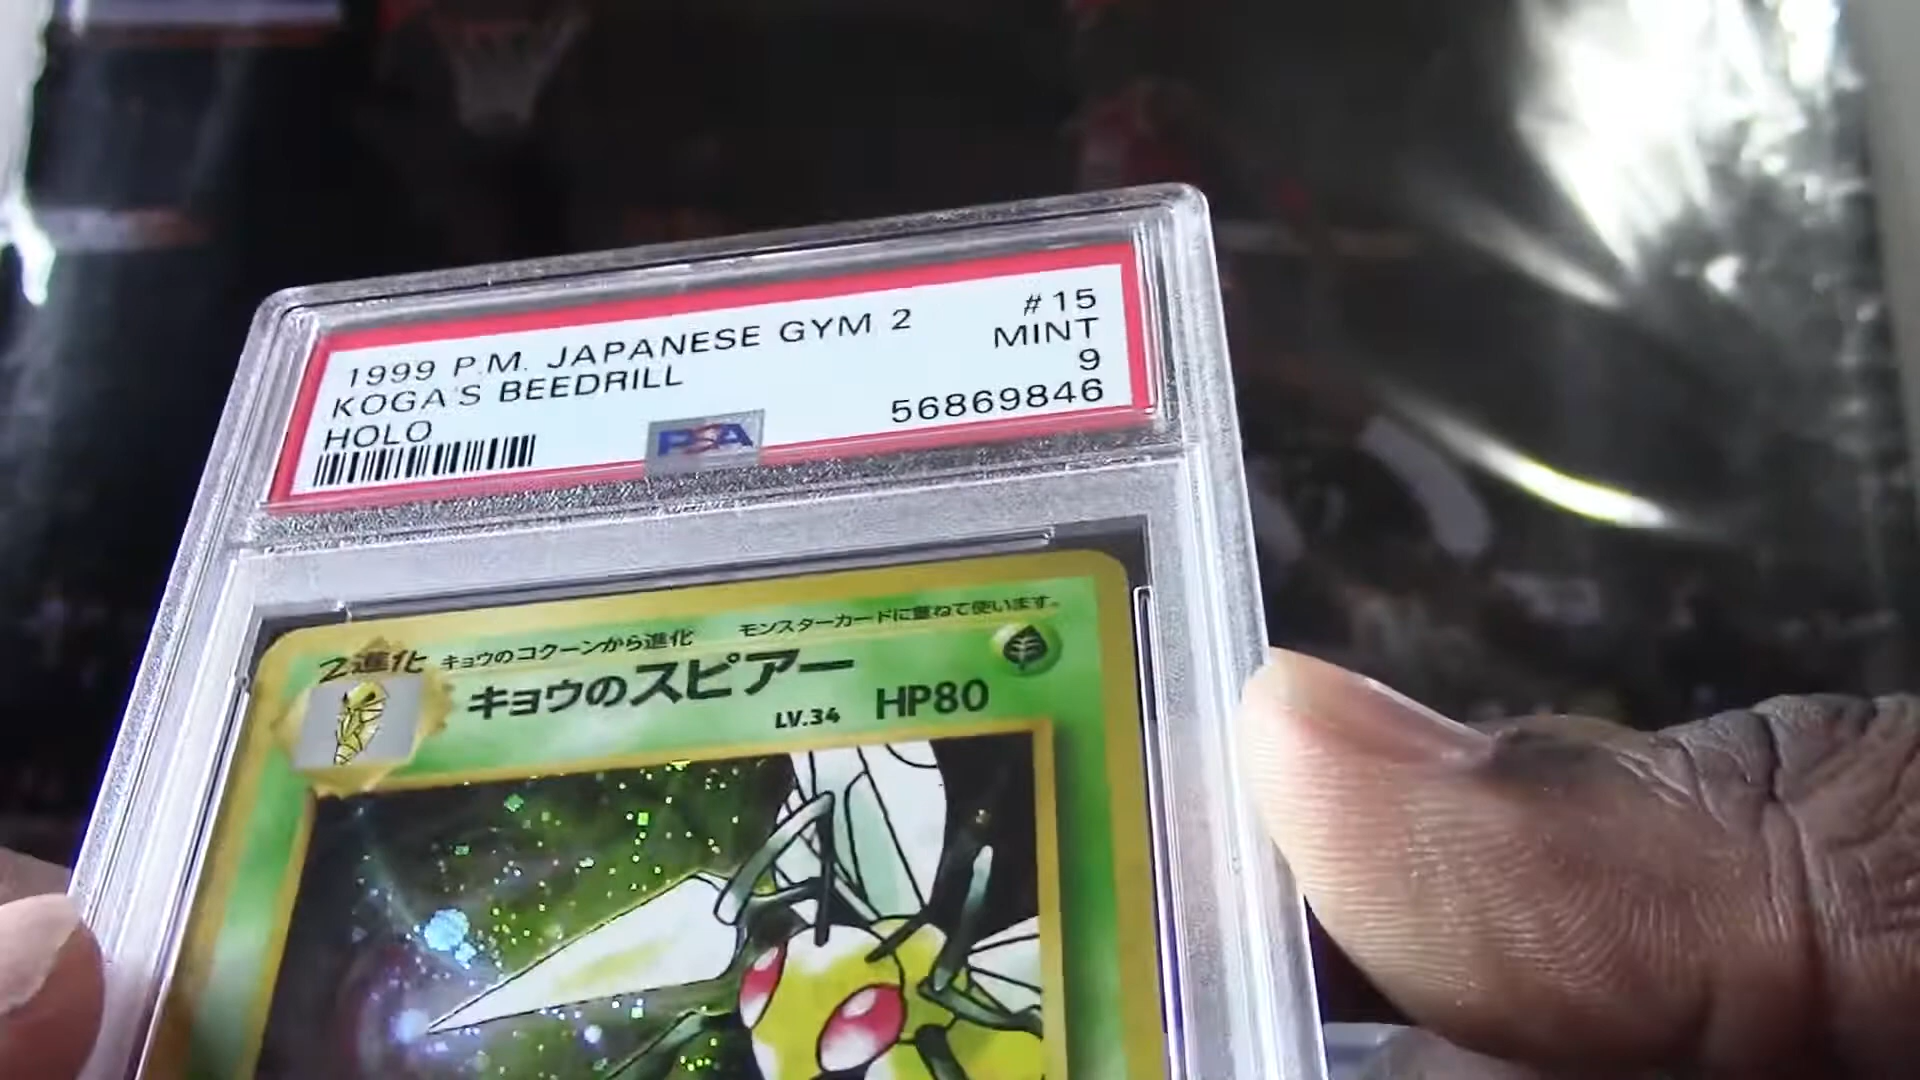 1999 P.M. JAPANESE GYM 2 #15
KOGA'S BEEDRILL MINT
HOLO 9
56869846
PSA
2進化 キョウのコクーンから進化 モンスターカードに重ねて使います。
キョウのスピアー
LV.34 HP80